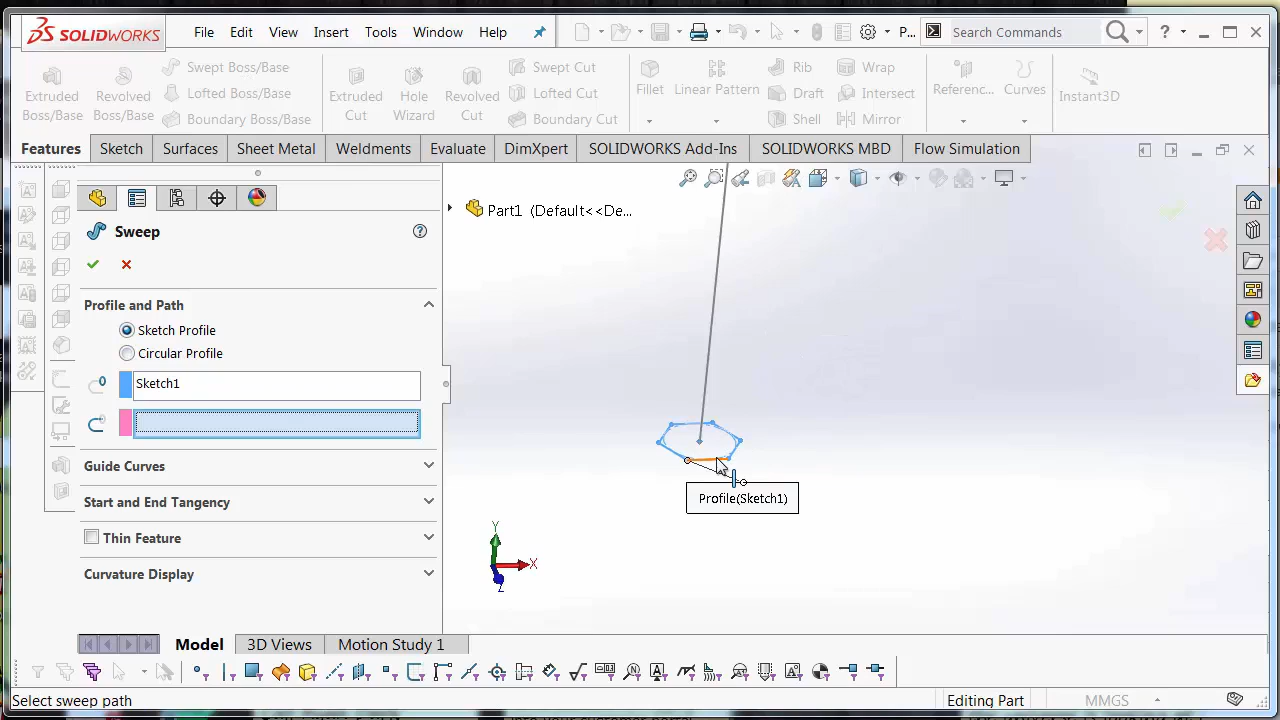 SOLIDWORKS File Edit View Insert Tools Window Help P... Search Commands ?
Extruded Boss/Base Revolved Boss/Base Swept Boss/Base Lofted Boss/Base Boundary Boss/Base Extruded Cut Hole Wizard Revolved Cut Swept Cut Lofted Cut Boundary Cut Fillet Linear Pattern Rib Draft Shell Wrap Intersect Mirror Referenc... Curves Instant3D
Features Sketch Surfaces Sheet Metal Weldments Evaluate DimXpert SOLIDWORKS Add-Ins SOLIDWORKS MBD Flow Simulation
Part1 (Default<<De...
Sweep ?
Profile and Path
Sketch Profile
Circular Profile
Sketch1
Guide Curves
Start and End Tangency
Thin Feature
Curvature Display
Profile(Sketch1)
Y
X
Z
Model 3D Views Motion Study 1
Select sweep path Editing Part MMGS